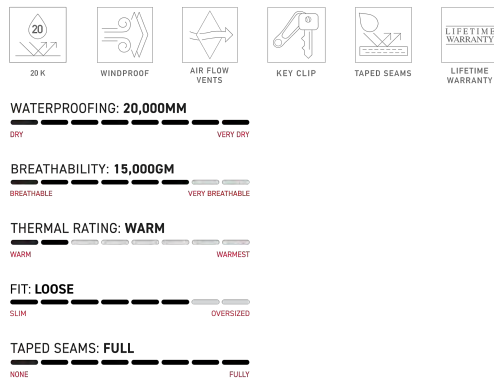 20
LIFETIME
WARRANTY
20 K
WINDPROOF
AIR FLOW
VENTS
KEY CLIP
TAPED SEAMS
LIFETIME
WARRANTY
WATERPROOFING: 20,000MM
DRY
VERY DRY
BREATHABILITY: 15,000GM
BREATHABLE
VERY BREATHABLE
THERMAL RATING: WARM
WARM
WARMEST
FIT: LOOSE
SLIM
OVERSIZED
TAPED SEAMS: FULL
NONE
FULLY